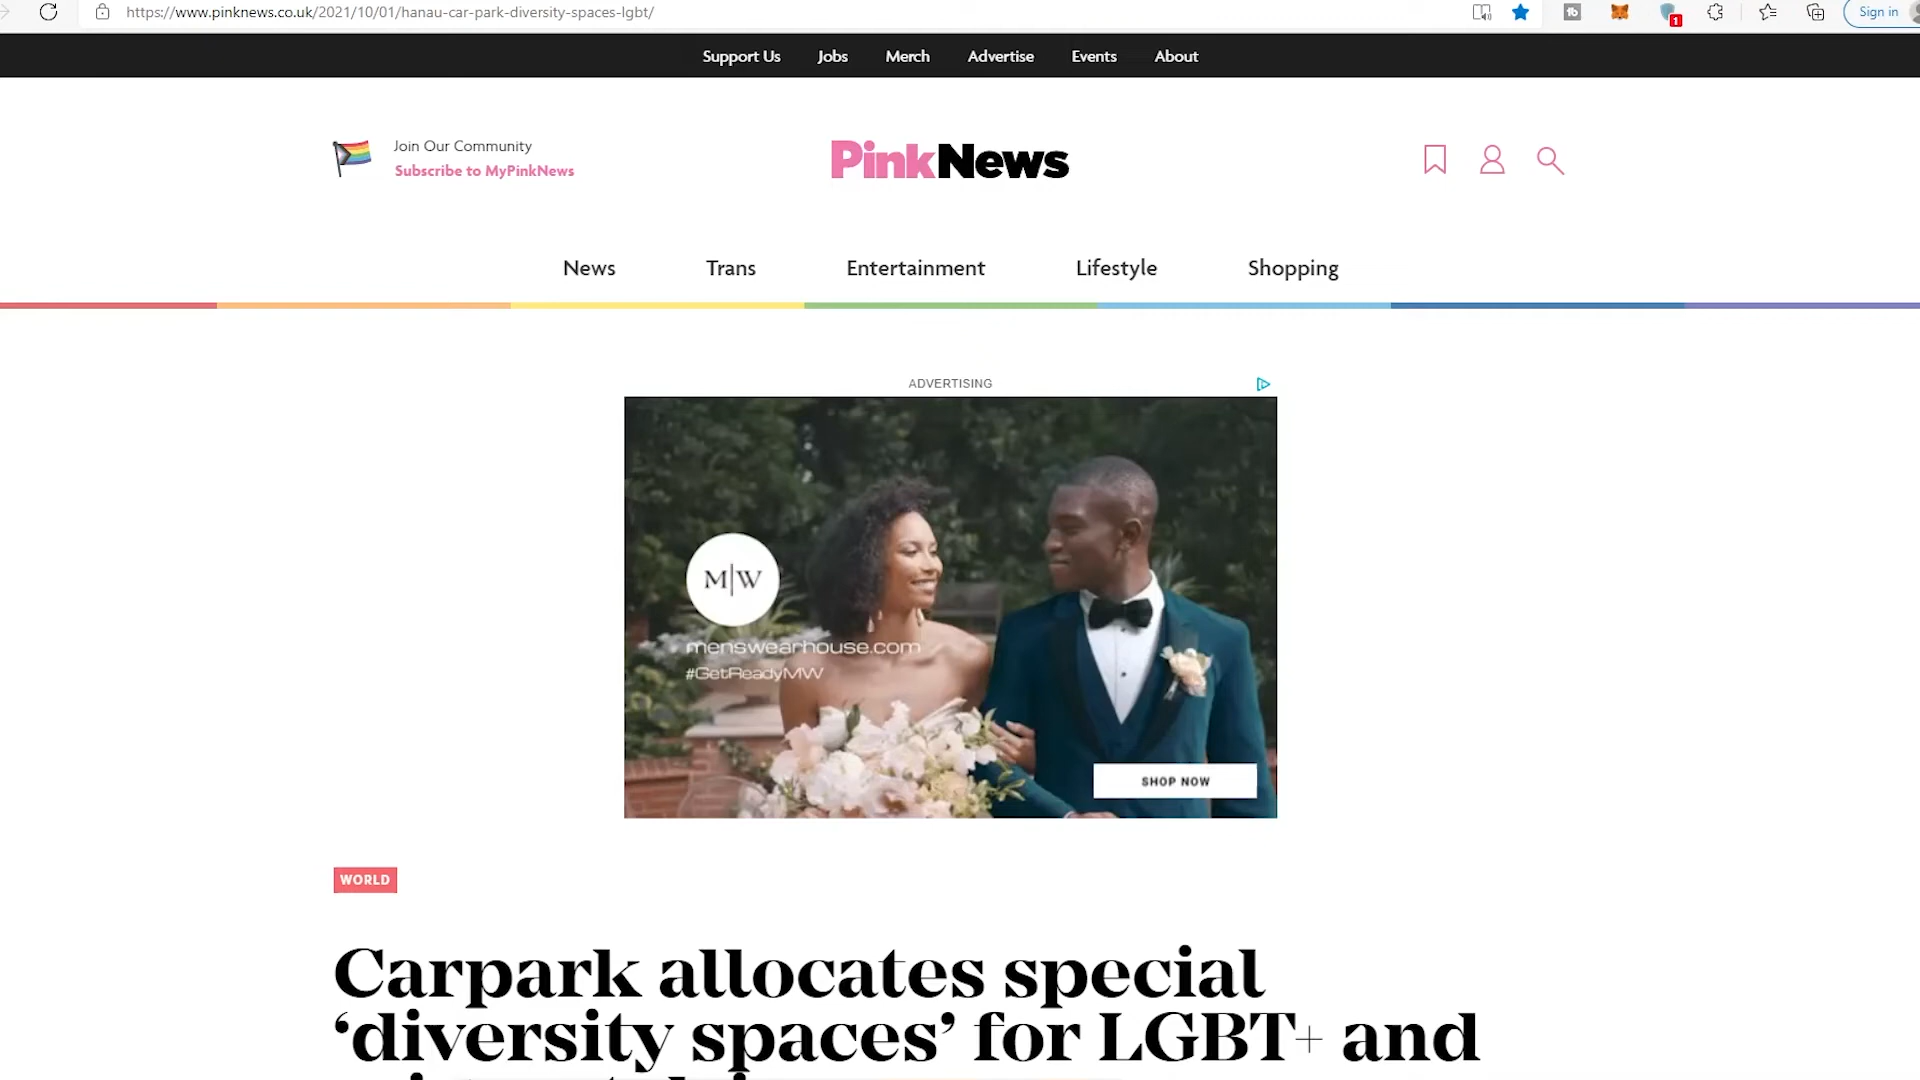 https://www.pinknews.co.uk/2021/10/01/hanau-car-park-diversity-spaces-lgbt/
1
Sign in
Support Us Jobs Merch Advertise Events About
Join Our Community
Subscribe to MyPinkNews
PinkNews
News Trans Entertainment Lifestyle Shopping
ADVERTISING
M|W
menswearhouse.com
#GetReadyMW
SHOP NOW
WORLD
Carpark allocates special
‘diversity spaces’ for LGBT+ and